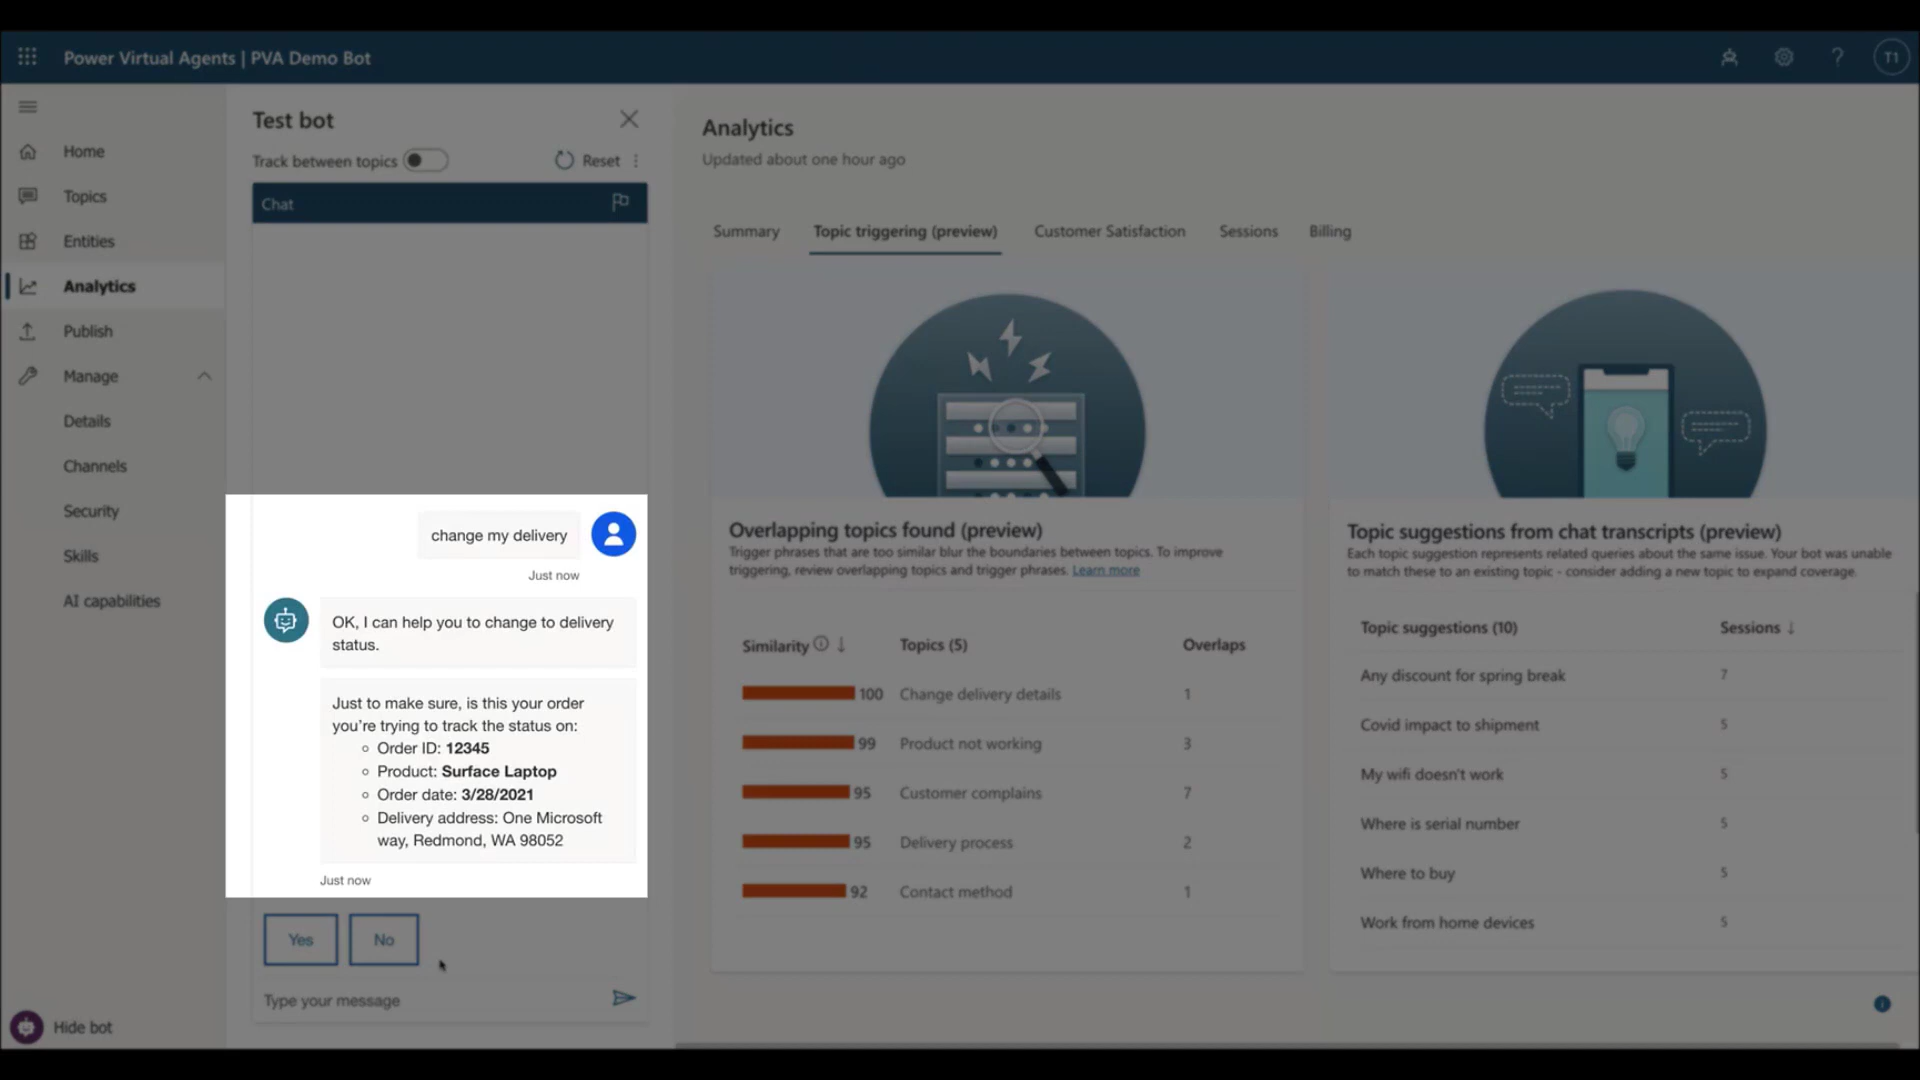 Power Virtual Agents | PVA Demo Bot
T1
Home
Topics
Entities
Analytics
Publish
Manage
Details
Channels
Security
Skills
AI capabilities
Hide bot
Test bot
Track between topics
Reset
Chat
change my delivery
Just now
OK, I can help you to change to delivery
status.
Just to make sure, is this your order
you're trying to track the status on:
Order ID: 12345
Product: Surface Laptop
Order date: 3/28/2021
Delivery address: One Microsoft
way, Redmond, WA 98052
Just now
Yes No
Type your message
Analytics
Updated about one hour ago
Summary Topic triggering (preview) Customer Satisfaction Sessions Billing
Overlapping topics found (preview)
Trigger phrases that are too similar blur the boundaries between topics. To improve
triggering, review overlapping topics and trigger phrases. Learn more
Similarity Topics (5) Overlaps
100 Change delivery details 1
99 Product not working 3
95 Customer complains 7
95 Delivery process 2
92 Contact method 1
Topic suggestions from chat transcripts (preview)
Each topic suggestion represents related queries about the same issue. Your bot was unable
to match these to an existing topic - consider adding a new topic to expand coverage.
Topic suggestions (10) Sessions
Any discount for spring break 7
Covid impact to shipment 5
My wifi doesn't work 5
Where is serial number 5
Where to buy 5
Work from home devices 5